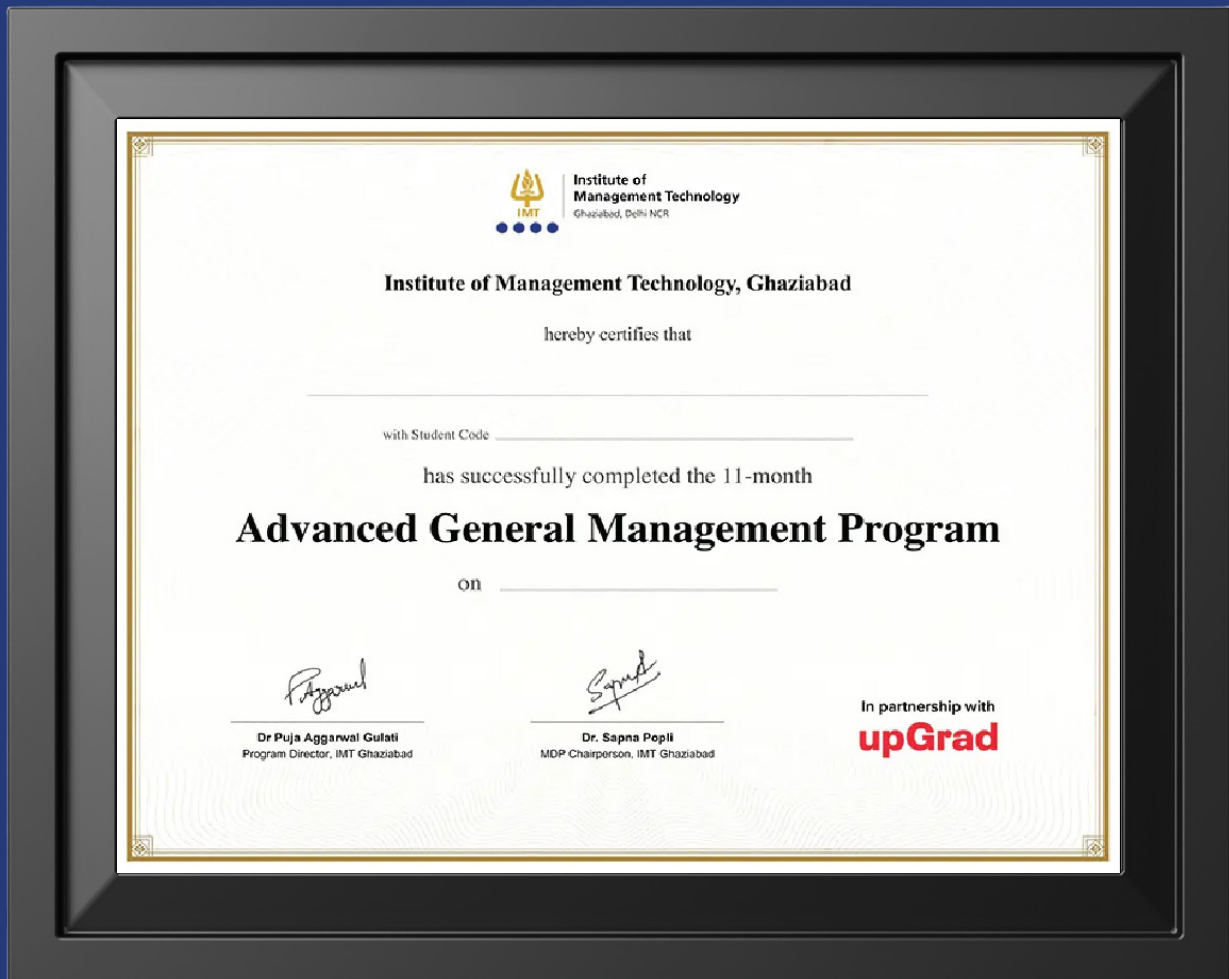 IMT
Institute of
Management Technology
Ghaziabad, Delhi NCR
Institute of Management Technology, Ghaziabad
hereby certifies that
with Student Code
has successfully completed the 11-month
Advanced General Management Program
on
Dr Puja Aggarwal Gulati
Program Director, IMT Ghaziabad
Dr. Sapna Popli
MDP Chairperson, IMT Ghaziabad
In partnership with
upGrad